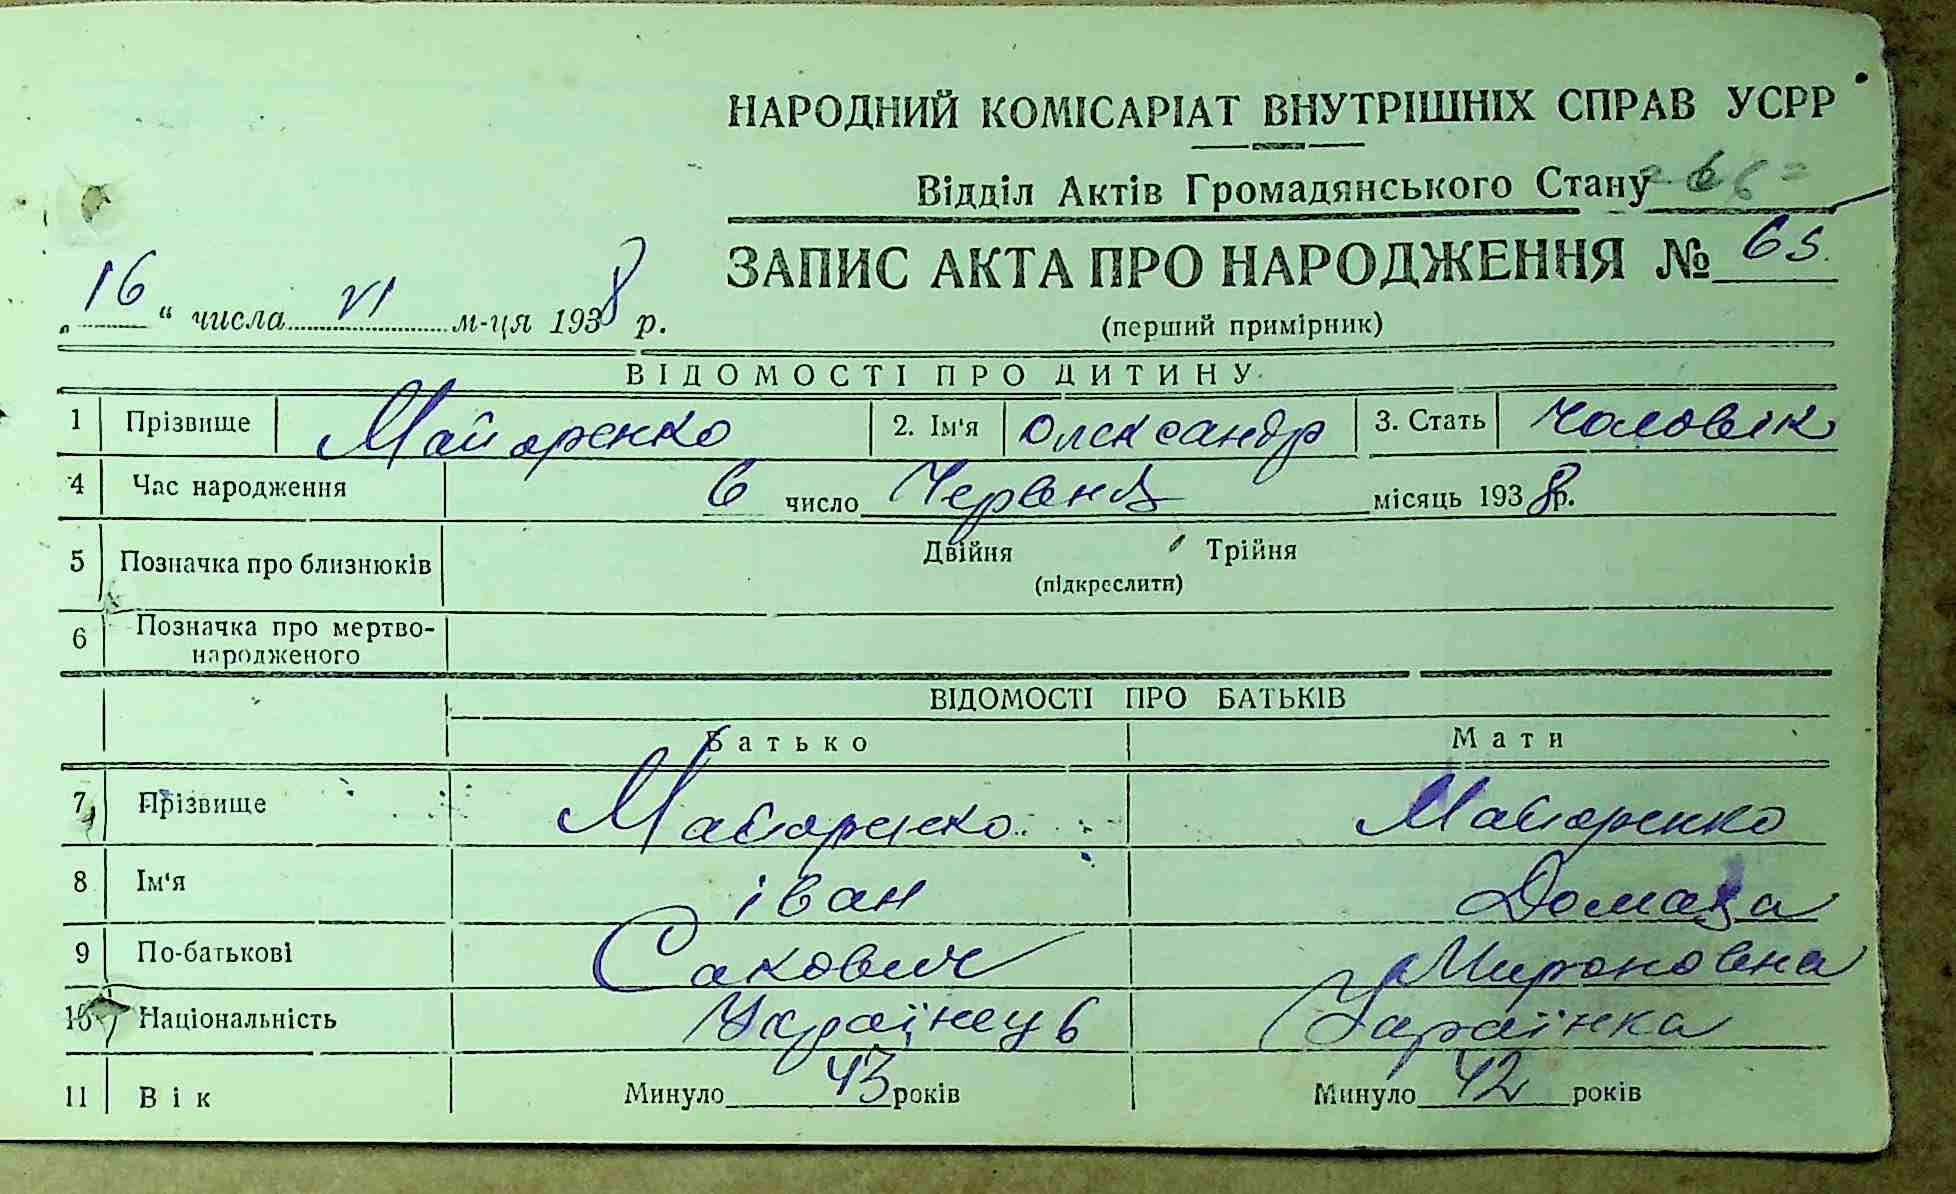 НАРОДНИЙ КОМІСАРІАТ ВНУТРІШНІХ СПРАВ УСРР
Відділ Актів Громадянського Стану
ЗАПИС АКТА ПРО НАРОДЖЕННЯ № 65
„16“ числа VI м-ця 1938 р.
(перший примірник)
ВІДОМОСТІ ПРО ДИТИНУ
1 Прізвище Майоренко 2. Ім'я Олександр 3. Стать чоловік
4 Час народження 6 число Червня місяць 1938 р.
5 Позначка про близнюків Двійня Трійня
(підкреслити)
6 Позначка про мертво-
народженого
ВІДОМОСТІ ПРО БАТЬКІВ
Батько Мати
7 Прізвище Майоренко Майоренко
8 Ім'я іван
9 По-батькові Сакович Мироновна
10 Національність Українець Українка
11 Вік Минуло 43 років Минуло 42 років